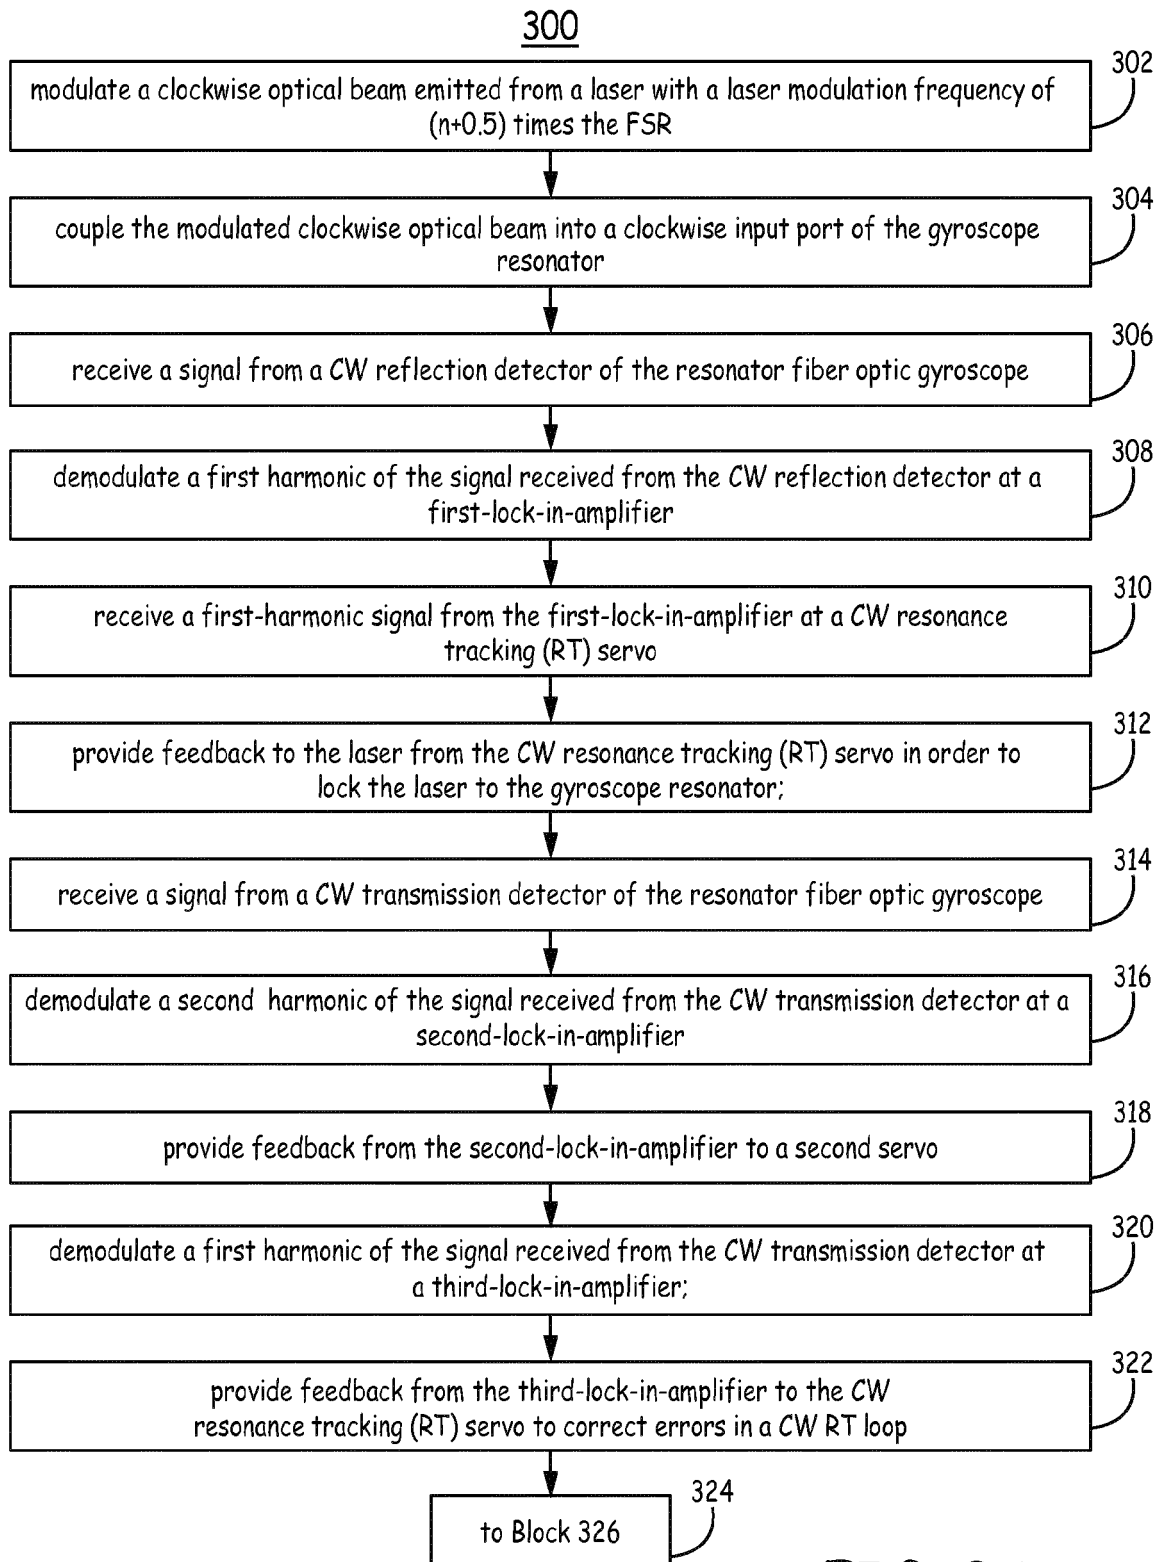 300
302
modulate a clockwise optical beam emitted from a laser with a laser modulation frequency of
(n+0.5) times the FSR
304
couple the modulated clockwise optical beam into a clockwise input port of the gyroscope
resonator
306
receive a signal from a CW reflection detector of the resonator fiber optic gyroscope
308
demodulate a first harmonic of the signal received from the CW reflection detector at a
first-lock-in-amplifier
310
receive a first-harmonic signal from the first-lock-in-amplifier at a CW resonance
tracking (RT) servo
312
provide feedback to the laser from the CW resonance tracking (RT) servo in order to
lock the laser to the gyroscope resonator;
314
receive a signal from a CW transmission detector of the resonator fiber optic gyroscope
316
demodulate a second harmonic of the signal received from the CW transmission detector at a
second-lock-in-amplifier
318
provide feedback from the second-lock-in-amplifier to a second servo
320
demodulate a first harmonic of the signal received from the CW transmission detector at
a third-lock-in-amplifier;
322
provide feedback from the third-lock-in-amplifier to the CW
resonance tracking (RT) servo to correct errors in a CW RT loop
324
to Block 326